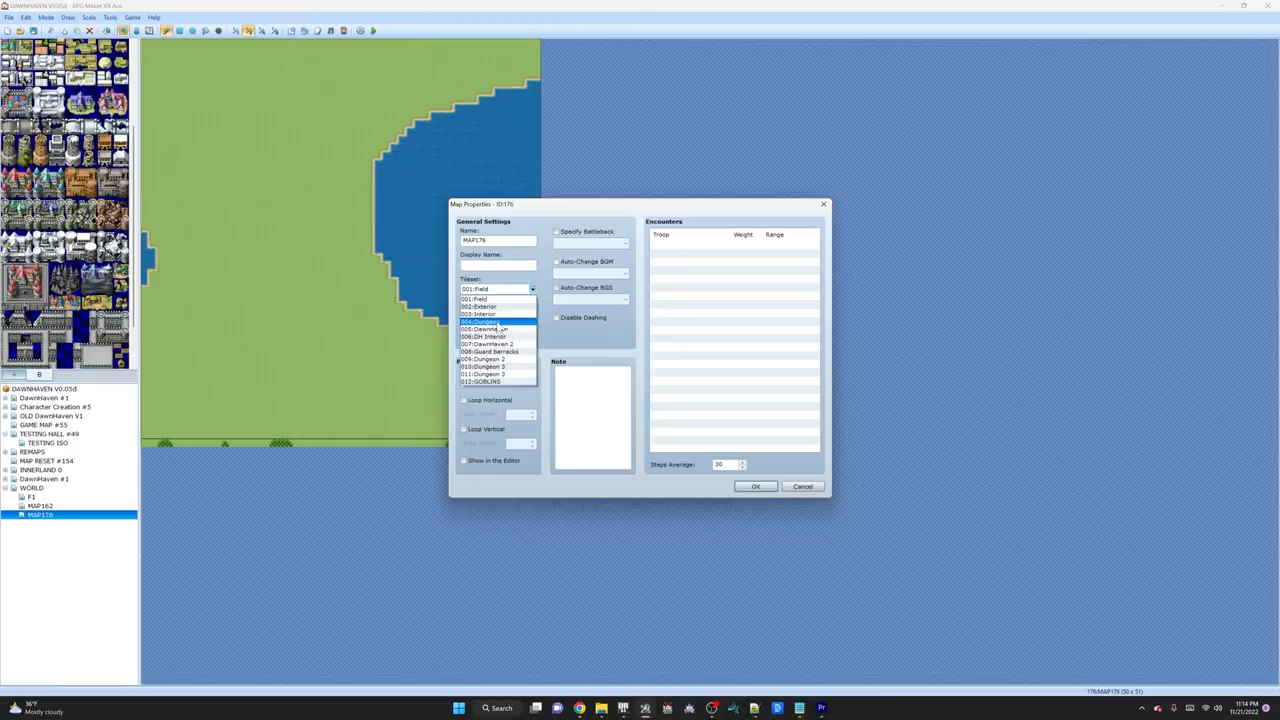 DAWNHAVEN V0.05d - RPG Maker VX Ace
File Edit Mode Draw Scale Tools Game Help
Map Properties - ID:176
General Settings
Name:
MAP176
Display Name:
Tileset:
001:Field
001:Field
002:Exterior
003:Interior
004:Dungeon
005:DawnHaven
006:DH Interior
007:DawnHaven 2
008:Guard barracks
009:Dungeon 2
010:Dungeon 3
011:Dungeon 3
012:GOBLINS
Loop Horizontal
Loop Vertical
Show in the Editor
Specify Battleback
Auto-Change BGM
Auto-Change BGS
Disable Dashing
Note
Encounters
Troop Weight Range
Steps Average: 30
OK Cancel
B
DAWNHAVEN V0.05d
DawnHaven #1
Character Creation #5
OLD DawnHaven V1
GAME MAP #55
TESTING HALL #49
TESTING ISO
REMAPS
MAP RESET #154
INNERLAND 0
DawnHaven #1
WORLD
F1
MAP162
MAP176
176:MAP176 (50 x 51)
36°F
Mostly cloudy
Search
11:14 PM
11/21/2022